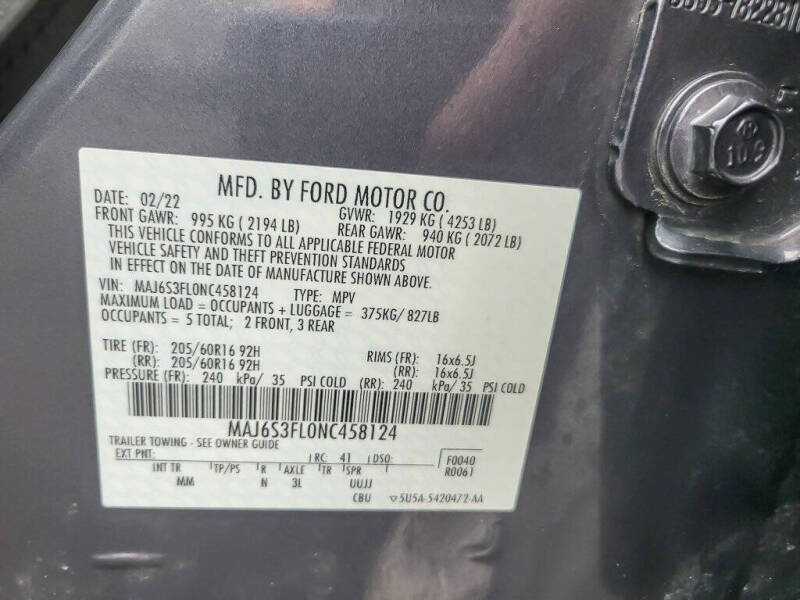 MFD. BY FORD MOTOR CO.
DATE: 02/22 GVWR: 1929 KG ( 4253 LB)
FRONT GAWR: 995 KG ( 2194 LB) REAR GAWR: 940 KG ( 2072 LB)
THIS VEHICLE CONFORMS TO ALL APPLICABLE FEDERAL MOTOR
VEHICLE SAFETY AND THEFT PREVENTION STANDARDS
IN EFFECT ON THE DATE OF MANUFACTURE SHOWN ABOVE.
VIN: MAJ6S3FL0NC458124 TYPE: MPV
MAXIMUM LOAD = OCCUPANTS + LUGGAGE = 375KG/ 827LB
OCCUPANTS = 5 TOTAL; 2 FRONT, 3 REAR
TIRE (FR): 205/60R16 92H RIMS (FR): 16x6.5J
(RR): 205/60R16 92H (RR): 16x6.5J
PRESSURE (FR): 240 kPa/ 35 PSI COLD (RR): 240 kPa/ 35 PSI COLD
MAJ6S3FL0NC458124
TRAILER TOWING - SEE OWNER GUIDE
EXT PNT: RC: 41 DSO: F0040
R0061
INT TR TP/PS R AXLE TR SPR
MM N 3L UUJJ
CBU 5U5A-5420472-AA
10.9
5